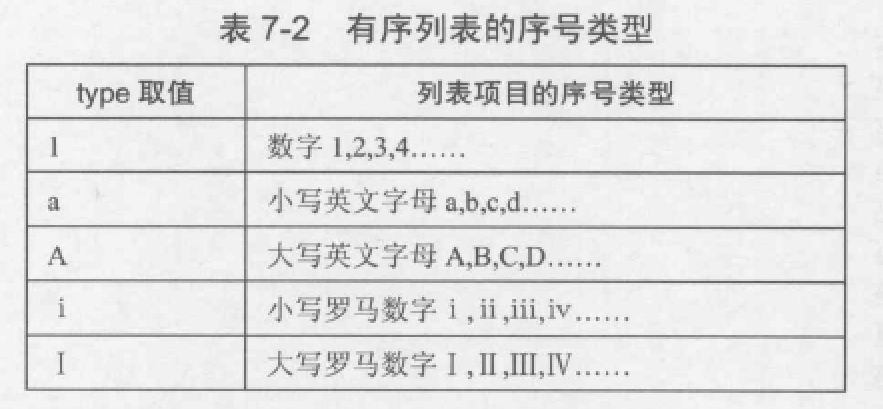 表 7-2 有序列表的序号类型
type 取值 列表项目的序号类型
1 数字 1,2,3,4……
a 小写英文字母 a,b,c,d……
A 大写英文字母 A,B,C,D……
i 小写罗马数字 i,ii,iii,iv……
I 大写罗马数字 I,II,III,IV……